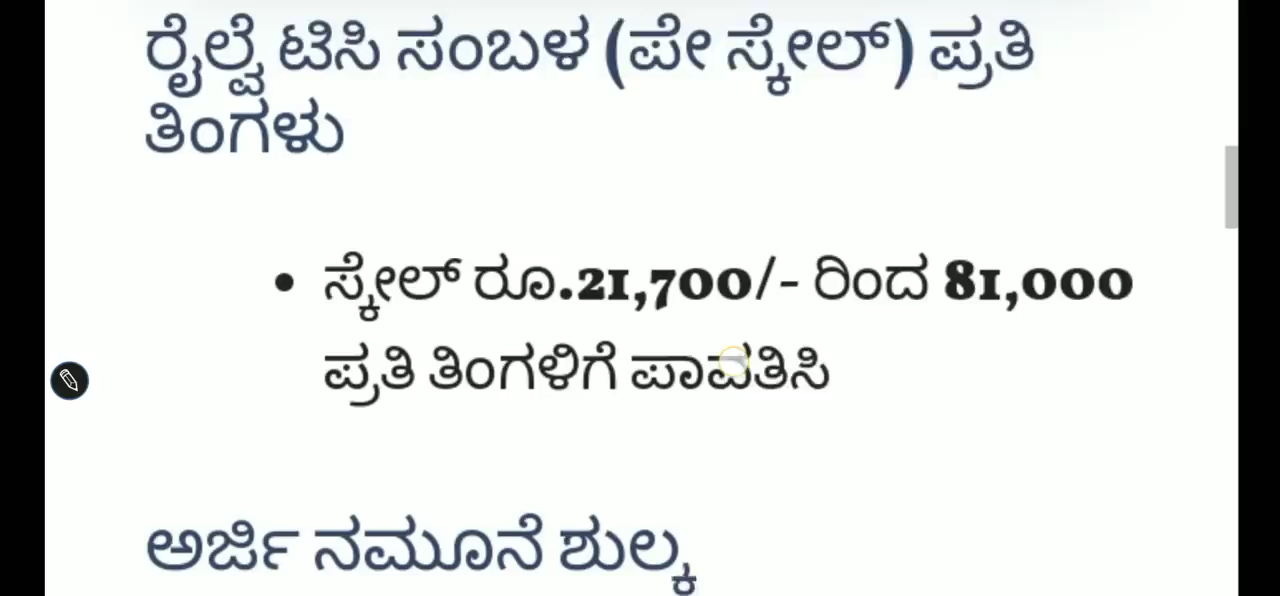 ರೈಲ್ವೆ ಟಿಸಿ ಸಂಬಳ (ಪೇ ಸ್ಕೇಲ್) ಪ್ರತಿ
ತಿಂಗಳು
• ಸ್ಕೇಲ್ ರೂ.21,700/- ರಿಂದ 81,000
ಪ್ರತಿ ತಿಂಗಳಿಗೆ ಪಾವತಿಸಿ
ಅರ್ಜಿ ನಮೂನೆ ಶುಲ್ಕ